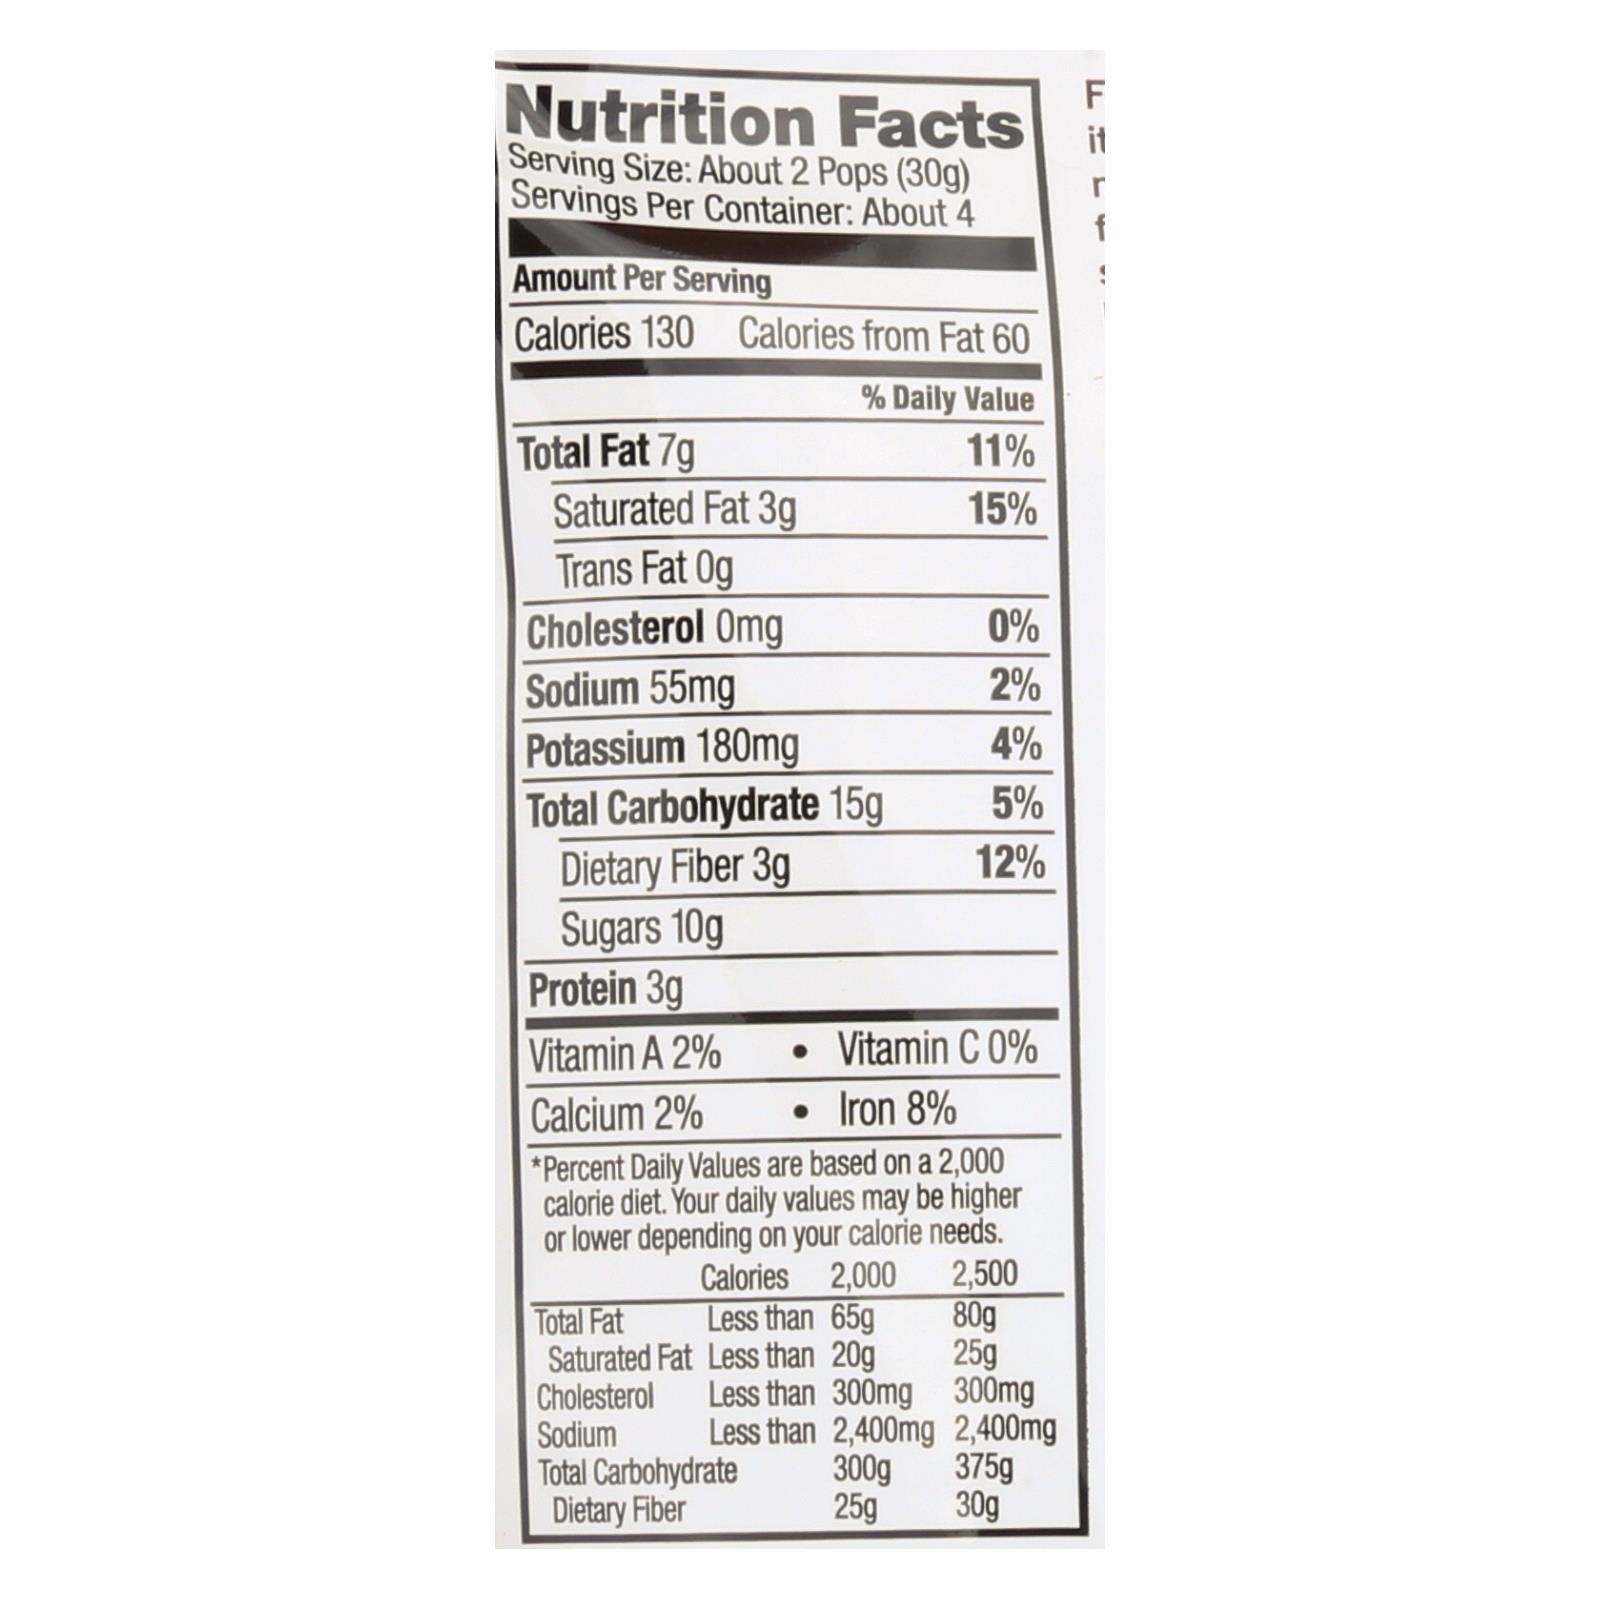 Nutrition Facts
Serving Size: About 2 Pops (30g)
Servings Per Container: About 4
Amount Per Serving
Calories 130 Calories from Fat 60
% Daily Value
Total Fat 7g 11%
Saturated Fat 3g 15%
Trans Fat 0g
Cholesterol 0mg 0%
Sodium 55mg 2%
Potassium 180mg 4%
Total Carbohydrate 15g 5%
Dietary Fiber 3g 12%
Sugars 10g
Protein 3g
Vitamin A 2% • Vitamin C 0%
Calcium 2% • Iron 8%
*Percent Daily Values are based on a 2,000
calorie diet. Your daily values may be higher
or lower depending on your calorie needs.
Calories 2,000 2,500
Total Fat Less than 65g 80g
Saturated Fat Less than 20g 25g
Cholesterol Less than 300mg 300mg
Sodium Less than 2,400mg 2,400mg
Total Carbohydrate 300g 375g
Dietary Fiber 25g 30g